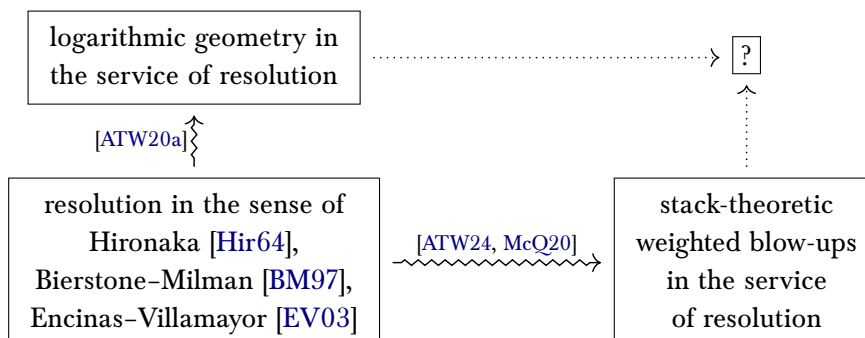 logarithmic geometry in
the service of resolution
?
[ATW20a]
resolution in the sense of
Hironaka [Hir64],
Bierstone–Milman [BM97],
Encinas–Villamayor [EV03]
[ATW24, McQ20]
stack-theoretic
weighted blow-ups
in the service
of resolution